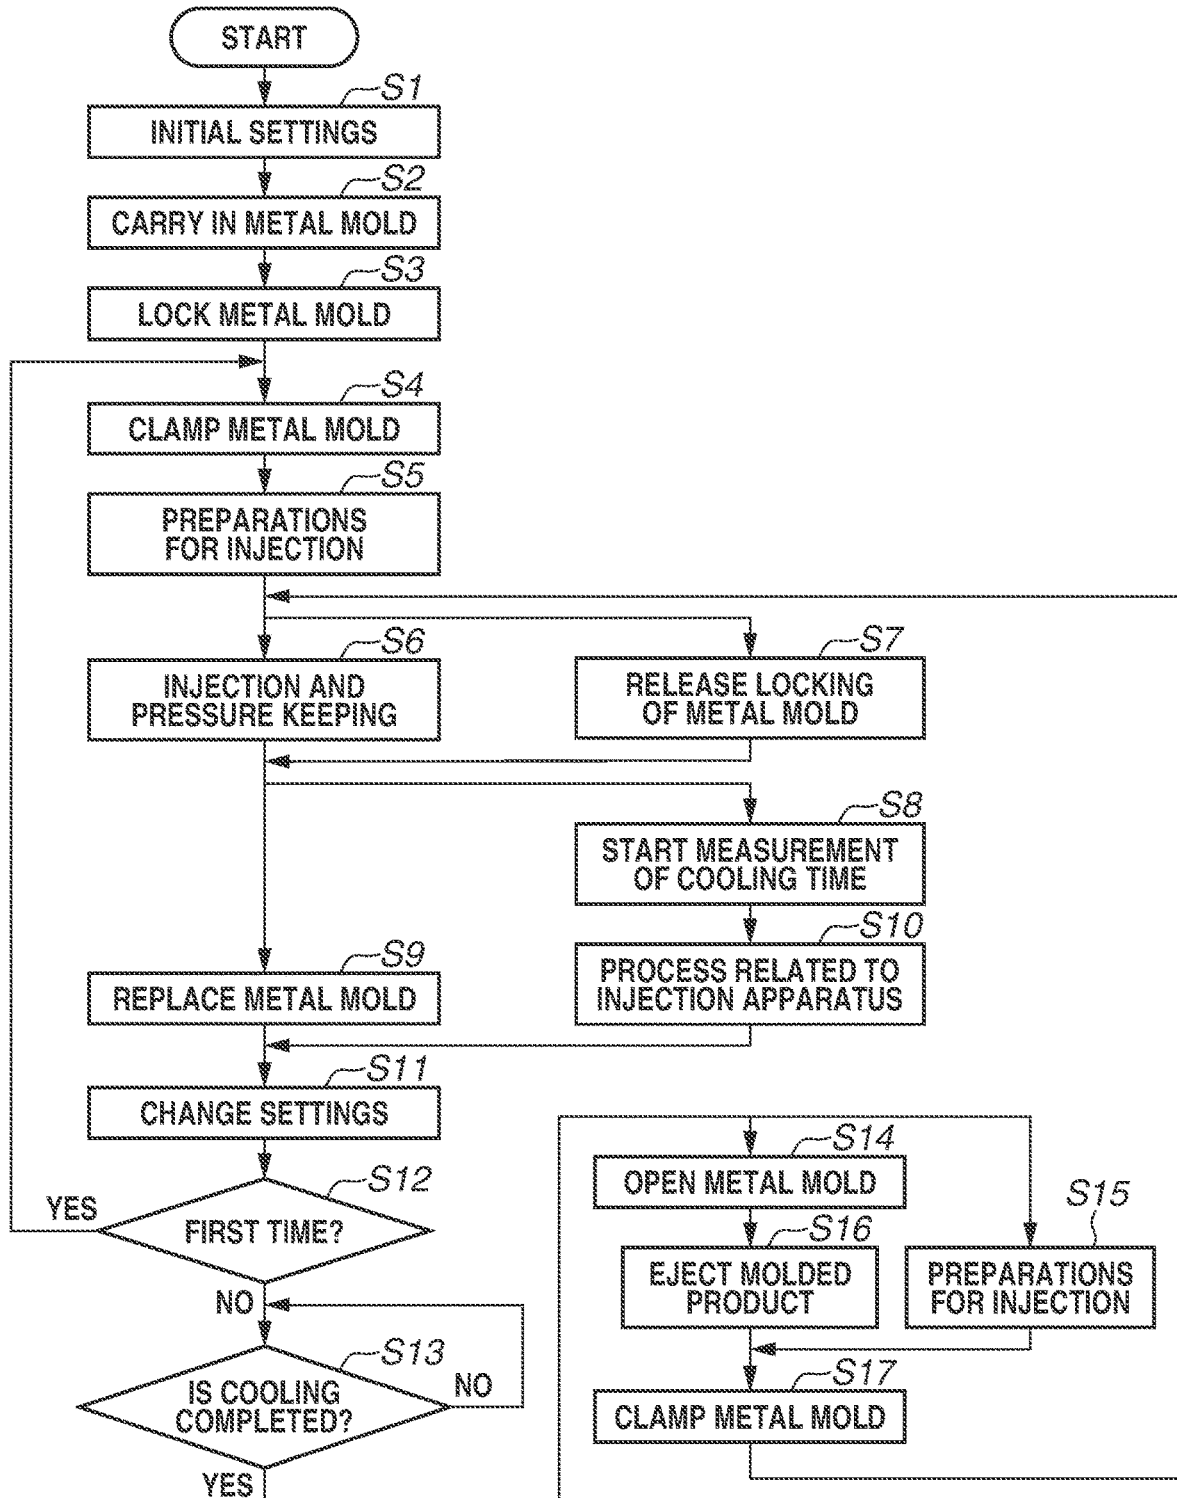 START
S1
INITIAL SETTINGS
S2
CARRY IN METAL MOLD
S3
LOCK METAL MOLD
S4
CLAMP METAL MOLD
S5
PREPARATIONS
FOR INJECTION
S6
INJECTION AND
PRESSURE KEEPING
S7
RELEASE LOCKING
OF METAL MOLD
S8
START MEASUREMENT
OF COOLING TIME
S9
REPLACE METAL MOLD
S10
PROCESS RELATED TO
INJECTION APPARATUS
S11
CHANGE SETTINGS
S12
YES
FIRST TIME?
NO
S13
IS COOLING
COMPLETED?
NO
YES
S14
OPEN METAL MOLD
S15
PREPARATIONS
FOR INJECTION
S16
EJECT MOLDED
PRODUCT
S17
CLAMP METAL MOLD